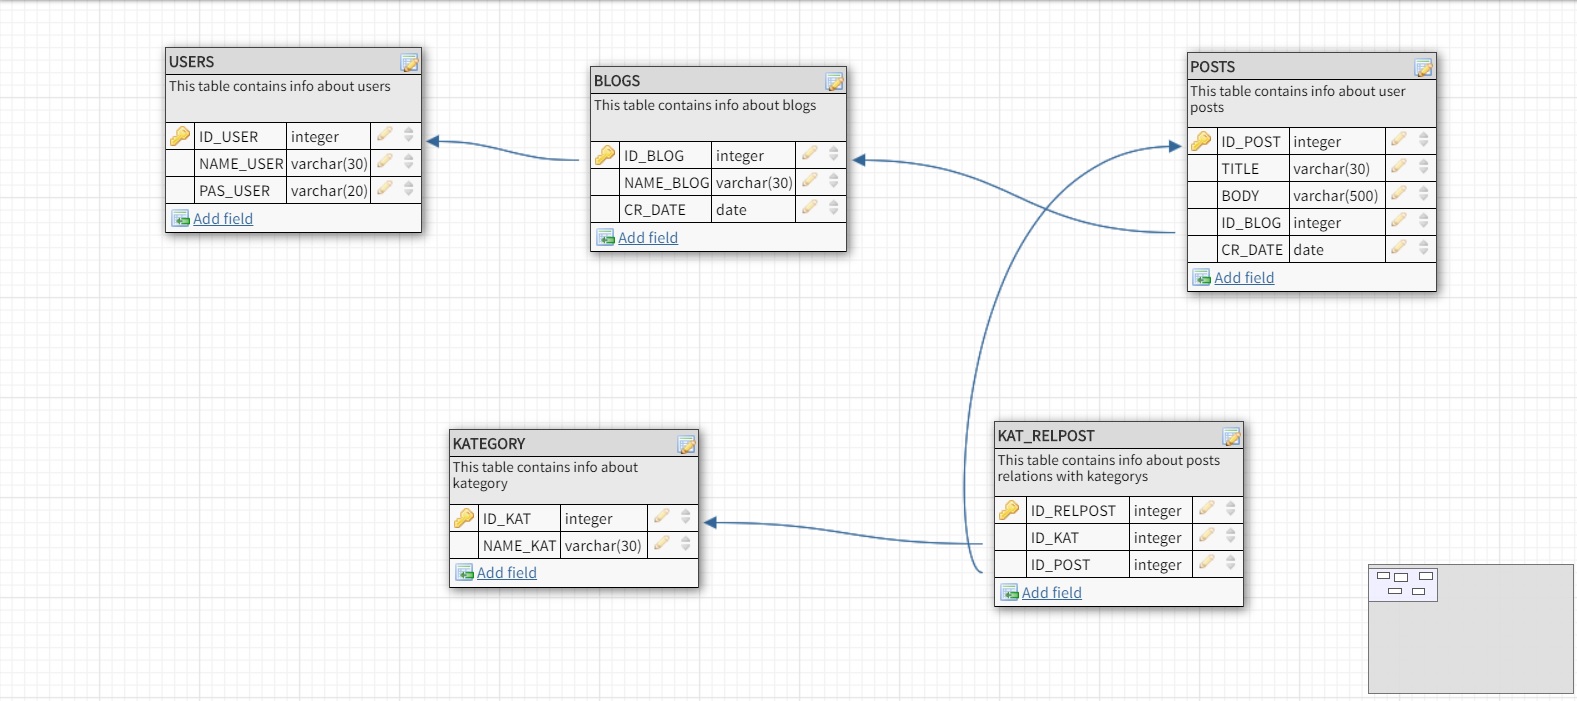 USERS
This table contains info about users
ID_USER integer
NAME_USER varchar(30)
PAS_USER varchar(20)
Add field
BLOGS
This table contains info about blogs
ID_BLOG integer
NAME_BLOG varchar(30)
CR_DATE date
Add field
POSTS
This table contains info about user
posts
ID_POST integer
TITLE varchar(30)
BODY varchar(500)
ID_BLOG integer
CR_DATE date
Add field
KATEGORY
This table contains info about
kategory
ID_KAT integer
NAME_KAT varchar(30)
Add field
KAT_RELPOST
This table contains info about posts
relations with kategorys
ID_RELPOST integer
ID_KAT integer
ID_POST integer
Add field